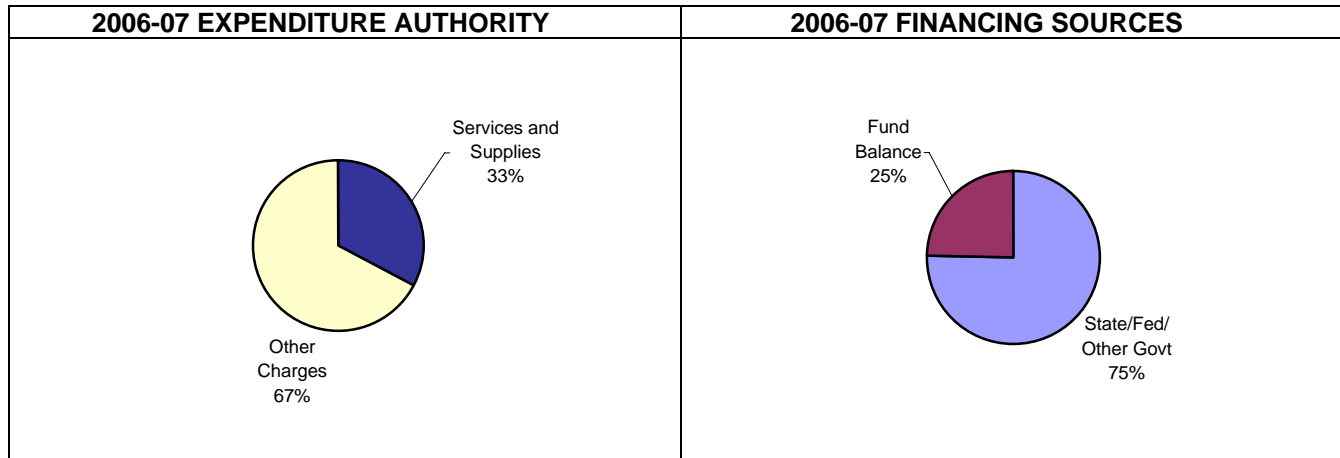 2006-07 EXPENDITURE AUTHORITY
2006-07 FINANCING SOURCES
Services and
Supplies
33%
Other
Charges
67%
Fund
Balance
25%
State/Fed/
Other Govt
75%